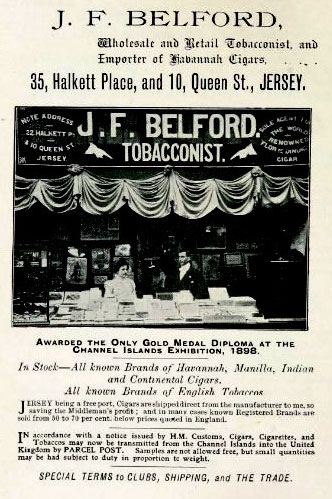 J. F. BELFORD,
Wholesale and Retail Tobacconist, and
Importer of Havannah Cigars,
35, Halkett Place, and 10, Queen St., JERSEY.
NOTE ADDRESS
22 HALKETT PL
& 10 QUEEN ST
JERSEY
J. F. BELFORD,
TOBACCONIST.
SOLE AGENT FOR
THE WORLD
RENOWNED
FLOR DE DINDIGUL
CIGAR
AWARDED THE ONLY GOLD MEDAL DIPLOMA AT THE
CHANNEL ISLANDS EXHIBITION, 1898.
In Stock—All known Brands of Havannah, Manilla, Indian
and Continental Cigars.
All known Brands of English Tobaccos
JERSEY being a free port, Cigars are shipped direct from the manufacturer to me, so
saving the Middleman's profit; and in many cases known Registered Brands are
sold from 50 to 70 per cent. below prices quoted in England.
IN accordance with a notice issued by H.M. Customs, Cigars, Cigarettes, and
Tobaccos may now be transmitted from the Channel Islands into the United
Kingdom by PARCEL POST. Samples are not allowed free, but small quantities
may be had subject to duty in proportion to weight.
SPECIAL TERMS to CLUBS, SHIPPING, and THE TRADE.